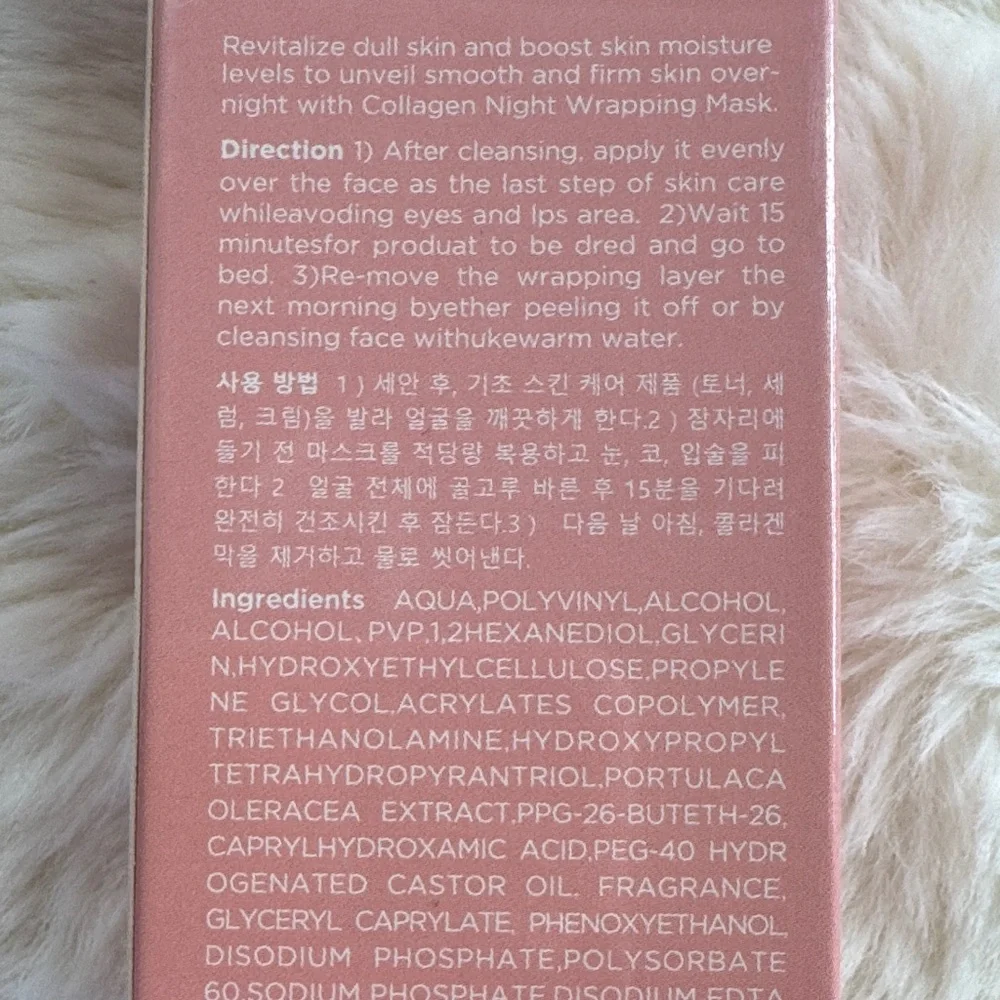 Revitalize dull skin and boost skin moisture
levels to unveil smooth and firm skin over-
night with Collagen Night Wrapping Mask.
Direction 1) After cleansing, apply it evenly
over the face as the last step of skin care
whileavoding eyes and lps area. 2)Wait 15
minutesfor produat to be dred and go to
bed. 3)Re-move the wrapping layer the
next morning byether peeling it off or by
cleansing face withukewarm water.
사용 방법 1 ) 세안 후, 기초 스킨 케어 제품 (토너, 세
럼, 크림)을 발라 얼굴을 깨끗하게 한다.2 ) 잠자리에
들기 전 마스크를 적당량 복용하고 눈, 코, 입술을 피
한다 2 얼굴 전체에 골고루 바른 후 15분을 기다려
완전히 건조시킨 후 잠든다.3 ) 다음 날 아침, 콜라겐
막을 제거하고 물로 씻어낸다.
Ingredients AQUA,POLYVINYL,ALCOHOL,
ALCOHOL, PVP,1,2HEXANEDIOL,GLYCERI
N,HYDROXYETHYLCELLULOSE,PROPYLE
NE GLYCOL,ACRYLATES COPOLYMER,
TRIETHANOLAMINE,HYDROXYPROPYL
TETRAHYDROPYRANTRIOL,PORTULACA
OLERACEA EXTRACT,PPG-26-BUTETH-26,
CAPRYLHYDROXAMIC ACID,PEG-40 HYDR
OGENATED CASTOR OIL. FRAGRANCE,
GLYCERYL CAPRYLATE, PHENOXYETHANOL,
DISODIUM PHOSPHATE,POLYSORBATE
60,SODIUM PHOSPHATE,DISODIUM EDTA